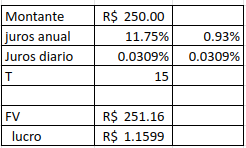 Montante R$ 250.00
juros anual 11.75% 0.93%
Juros diario 0.0309% 0.0309%
T 15
FV R$ 251.16
lucro R$ 1.1599